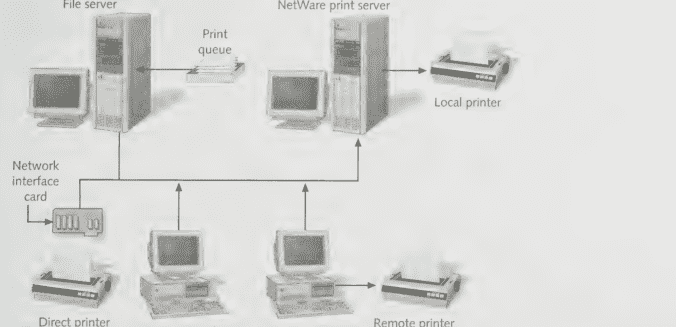 File server
NetWare print server
Print
queue
Local printer
Network
interface
card
Direct printer
Remote printer